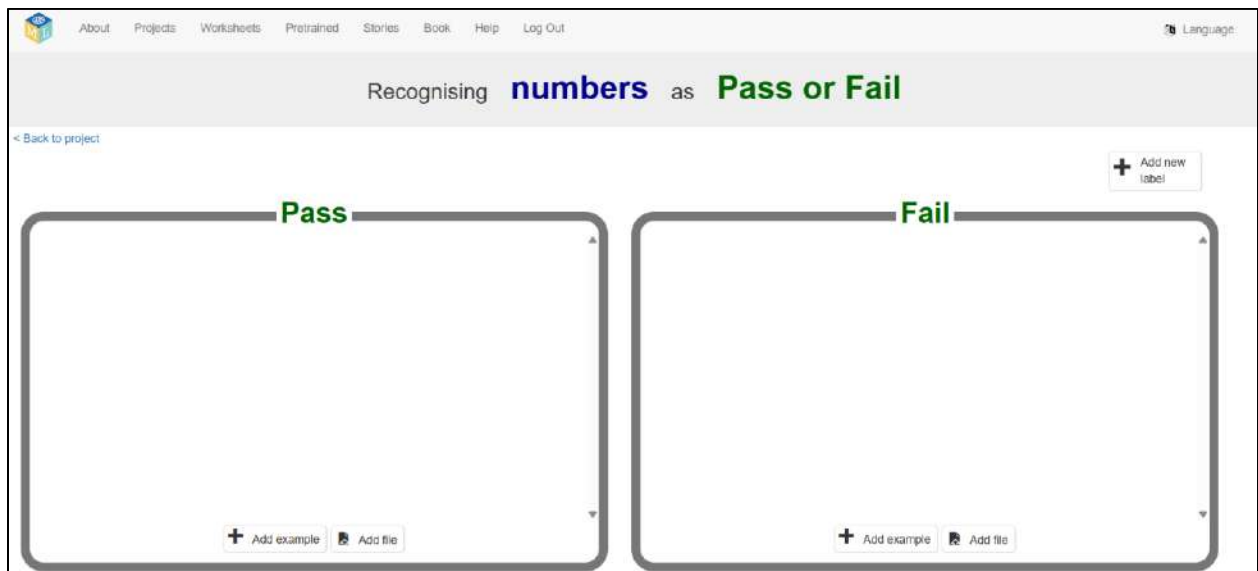 About Projects Worksheets Pretrained Stories Book Help Log Out Language
Recognising numbers as Pass or Fail
< Back to project
Add new
label
Pass Fail
Add example Add file Add example Add file